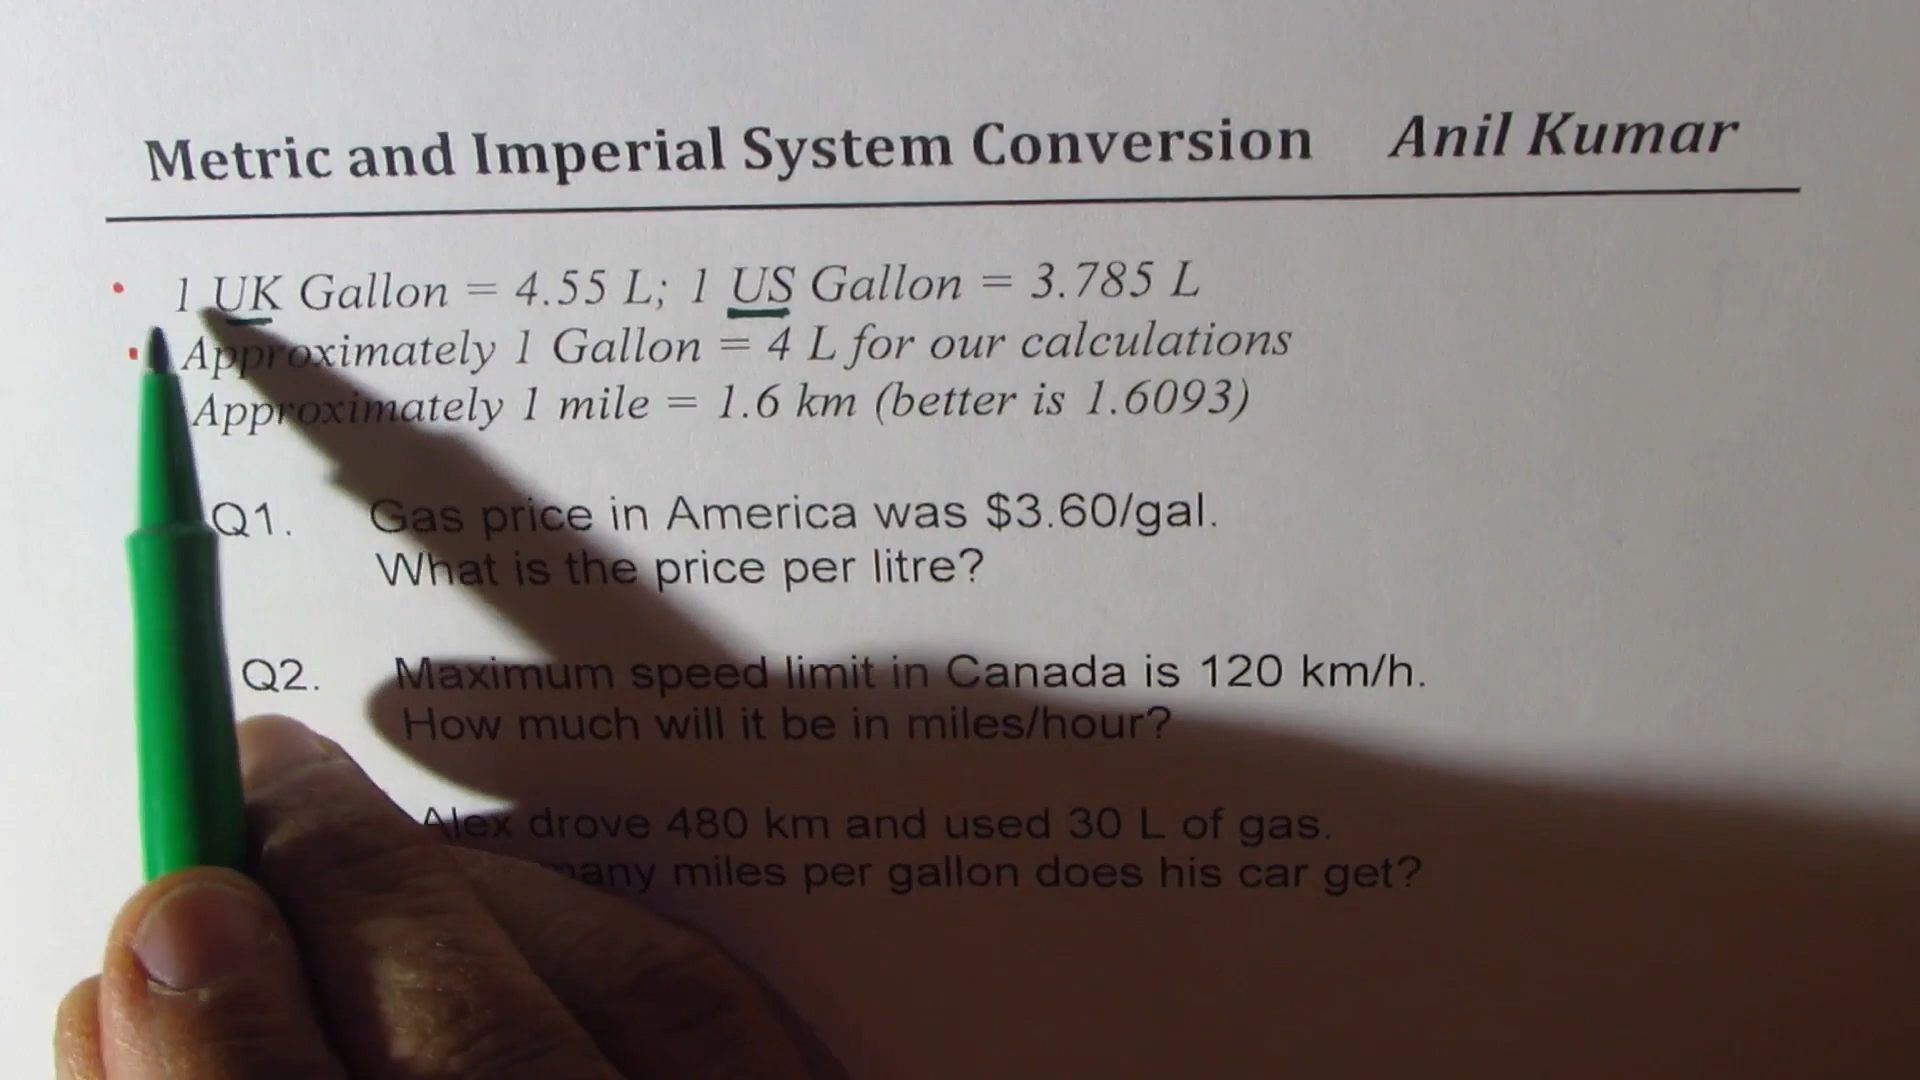 Metric and Imperial System Conversion Anil Kumar
• 1 UK Gallon = 4.55 L; 1 US Gallon = 3.785 L
• Approximately 1 Gallon = 4 L for our calculations
Approximately 1 mile = 1.6 km (better is 1.6093)
Q1. Gas price in America was $3.60/gal.
What is the price per litre?
Q2. Maximum speed limit in Canada is 120 km/h.
How much will it be in miles/hour?
Alex drove 480 km and used 30 L of gas.
many miles per gallon does his car get?